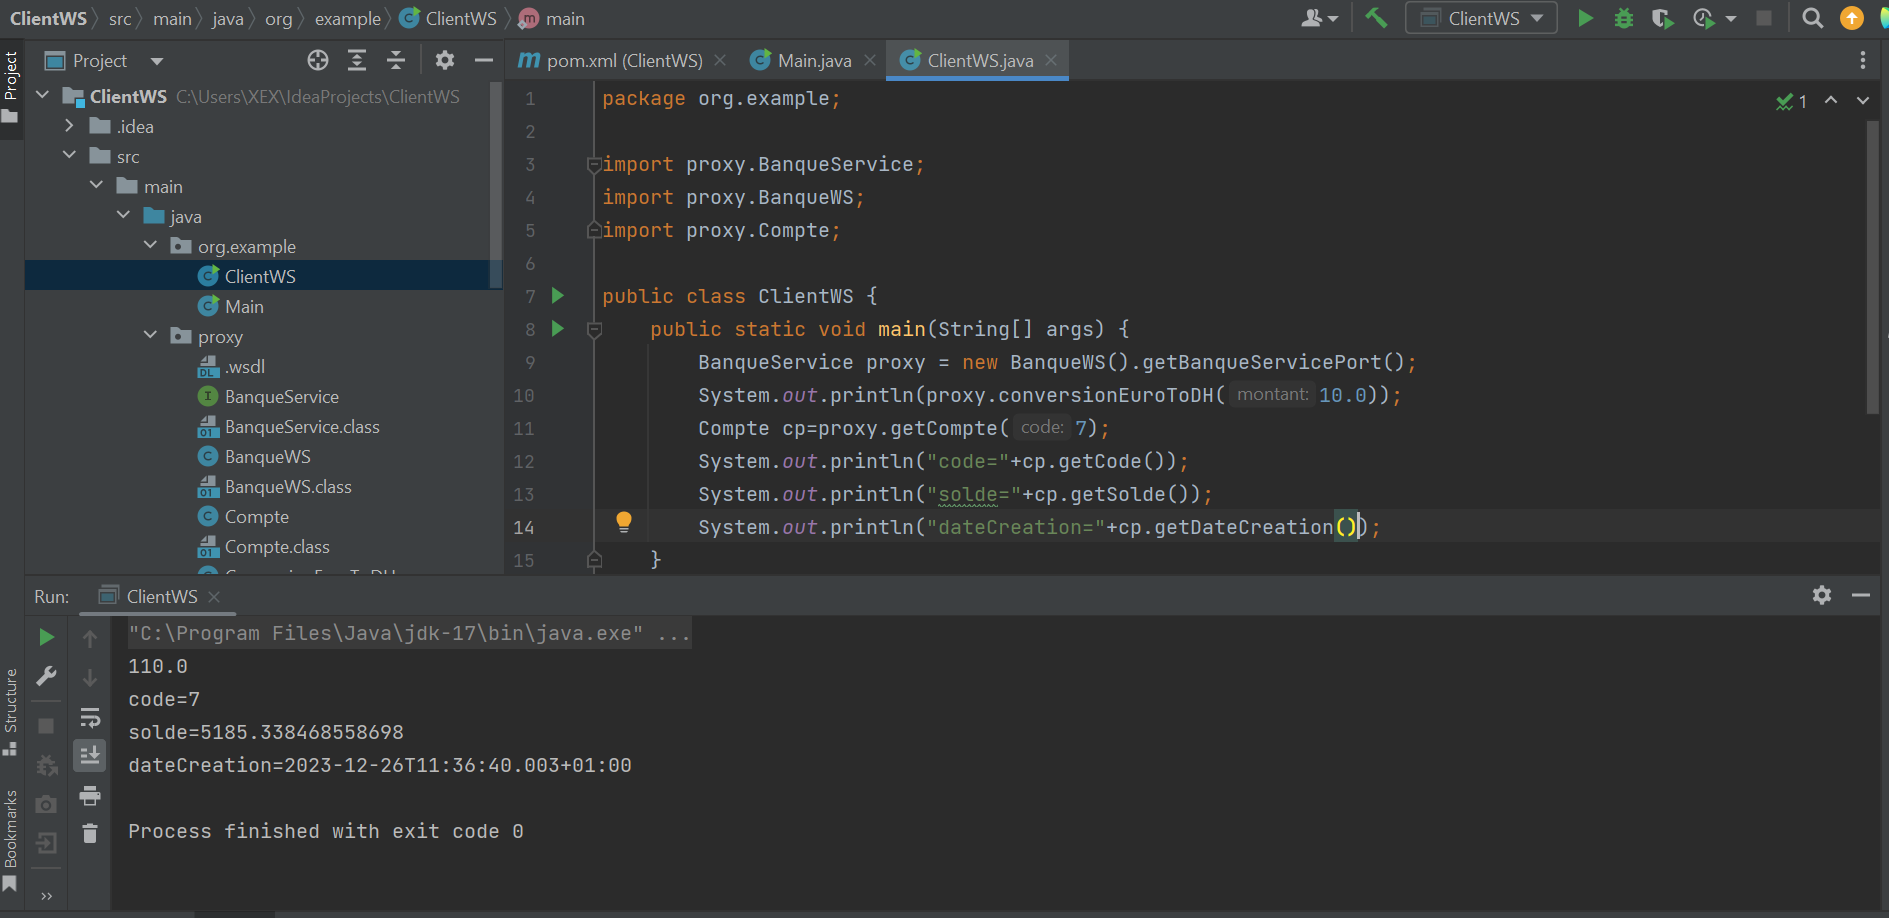 ClientWS src main java org example ClientWS main ClientWS
Project
pom.xml (ClientWS) Main.java ClientWS.java
Project
ClientWS C:\Users\XEX\IdeaProjects\ClientWS
.idea
src
main
java
org.example
ClientWS
Main
proxy
.wsdl
BanqueService
BanqueService.class
BanqueWS
BanqueWS.class
Compte
Compte.class
1 package org.example;
2
3 import proxy.BanqueService;
4 import proxy.BanqueWS;
5 import proxy.Compte;
6
7 public class ClientWS {
8 public static void main(String[] args) {
9 BanqueService proxy = new BanqueWS().getBanqueServicePort();
10 System.out.println(proxy.conversionEuroToDH( montant: 10.0));
11 Compte cp=proxy.getCompte( code: 7);
12 System.out.println("code="+cp.getCode());
13 System.out.println("solde="+cp.getSolde());
14 System.out.println("dateCreation="+cp.getDateCreation());
15 }
1
Run: ClientWS
"C:\Program Files\Java\jdk-17\bin\java.exe" ...
110.0
code=7
solde=5185.338468558698
dateCreation=2023-12-26T11:36:40.003+01:00
Process finished with exit code 0
Structure
Bookmarks